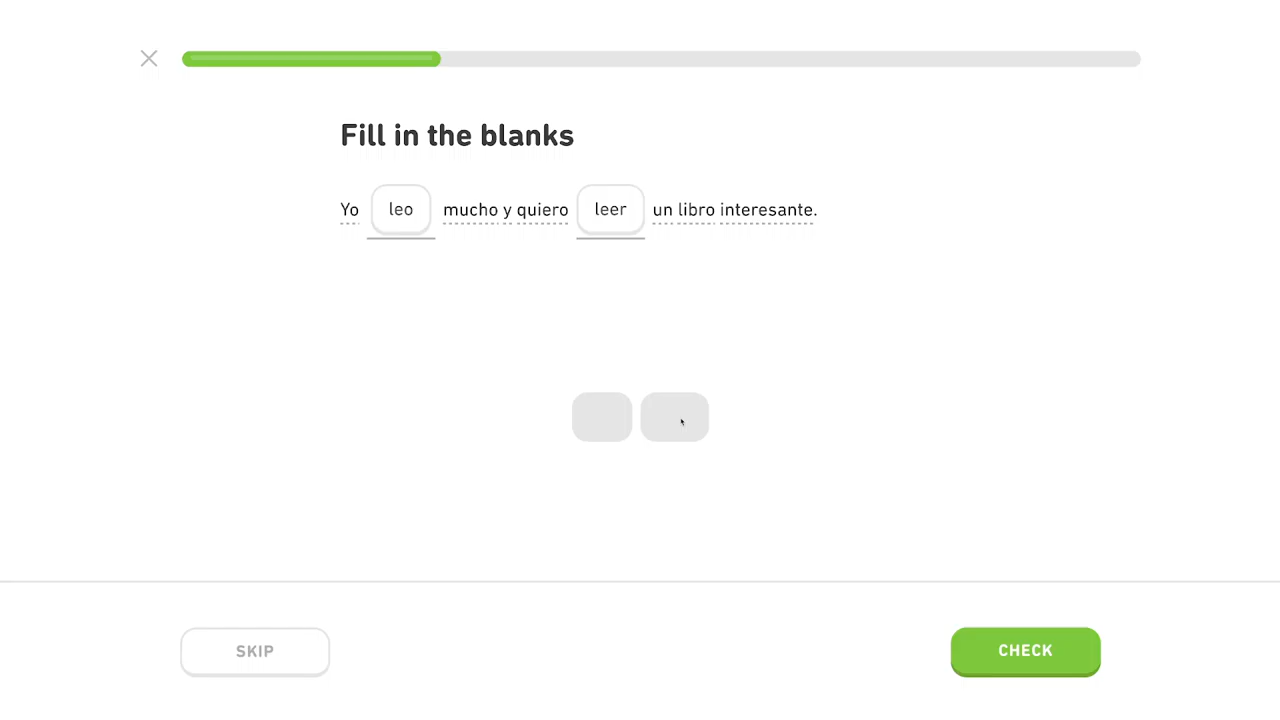 Fill in the blanks
Yo leo mucho y quiero leer un libro interesante.
SKIP
CHECK